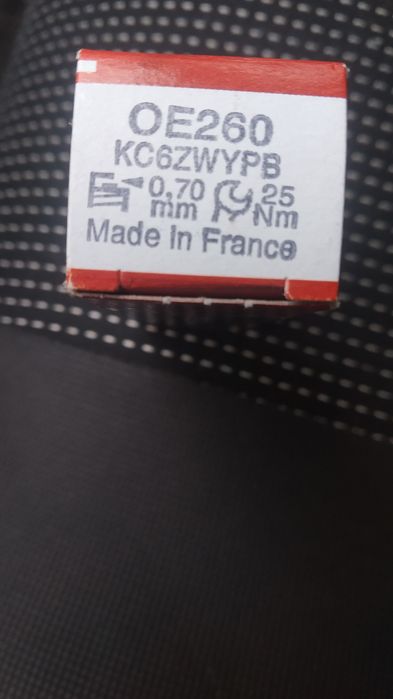 OE260
KC6ZWYPB
0,70 mm
25 Nm
Made in France